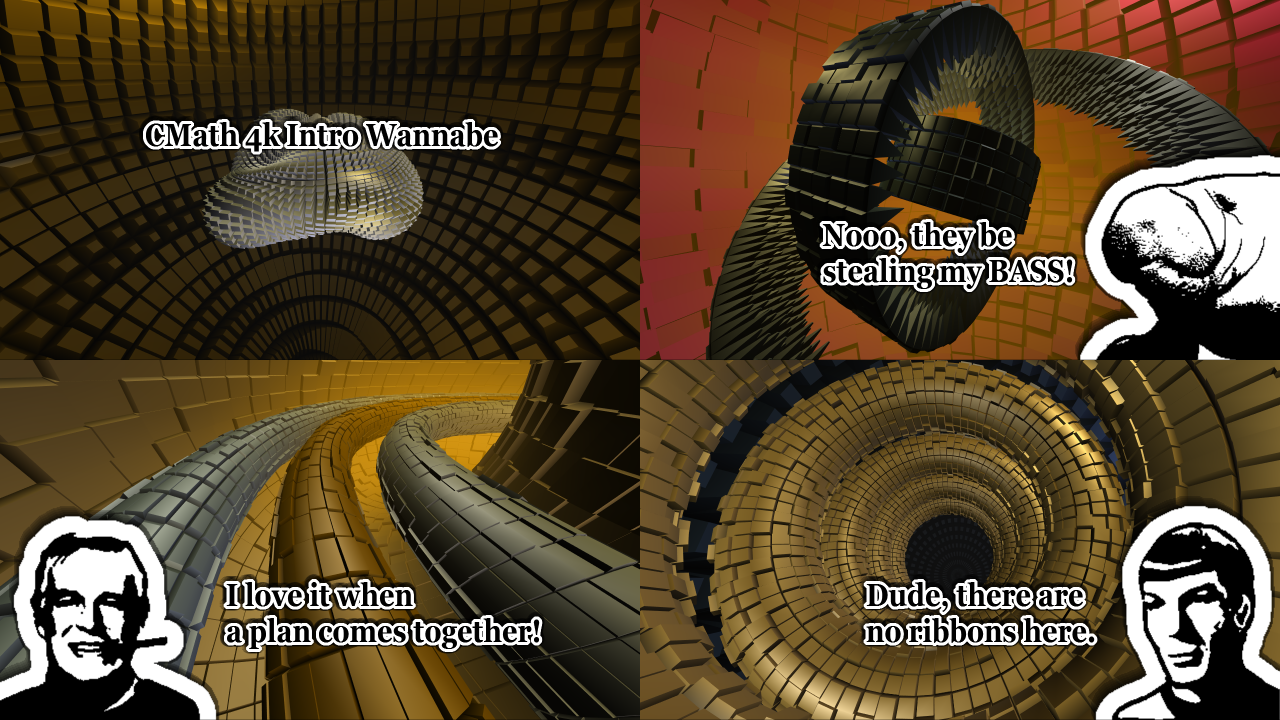 CMath 4k Intro Wannabe
Nooo, they be
stealing my BASS!
I love it when
a plan comes together!
Dude, there are
no ribbons here.